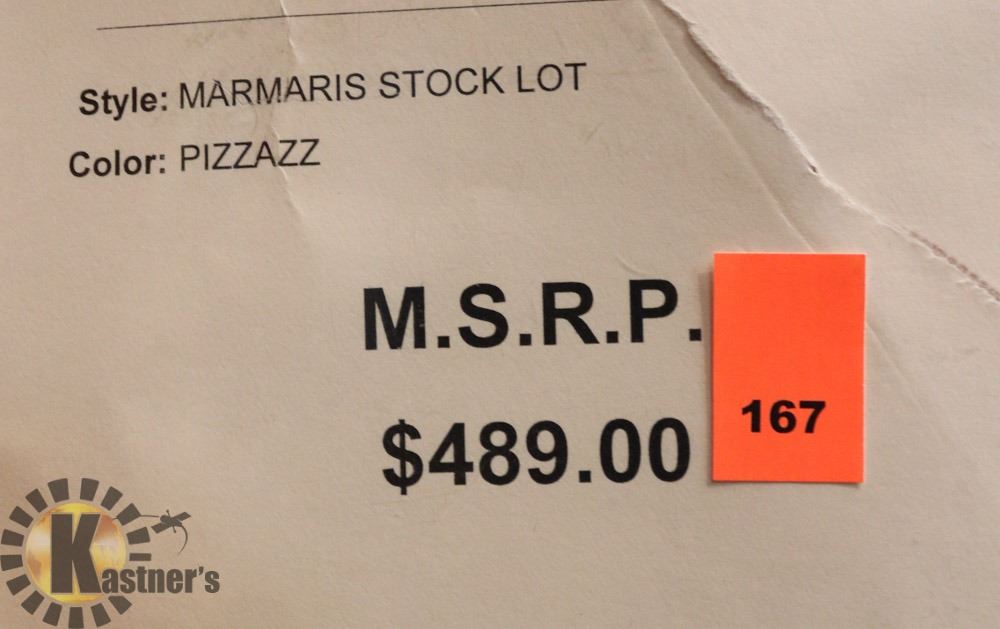 Style: MARMARIS STOCK LOT
Color: PIZZAZZ
M.S.R.P.
$489.00
167
Kastner's